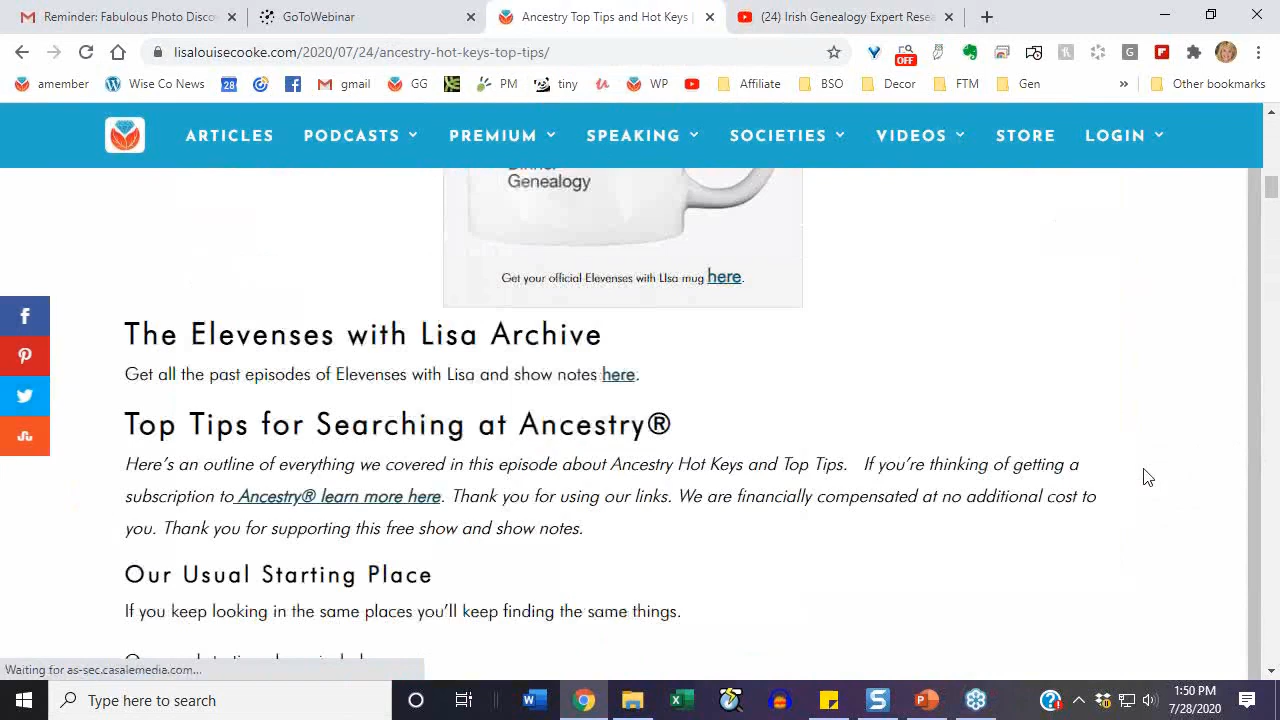 Reminder: Fabulous Photo Disco
GoToWebinar
Ancestry Top Tips and Hot Keys |
(24) Irish Genealogy Expert Rese
lisalouisecooke.com/2020/07/24/ancestry-hot-keys-top-tips/
OFF
amember
Wise Co News
28
gmail
GG
PM
tiny
WP
Affiliate
BSO
Decor
FTM
Gen
»
Other bookmarks
ARTICLES PODCASTS PREMIUM SPEAKING SOCIETIES VIDEOS STORE LOGIN
Genealogy
Get your official Elevenses with LIsa mug here.
The Elevenses with Lisa Archive
Get all the past episodes of Elevenses with Lisa and show notes here.
Top Tips for Searching at Ancestry®
Here's an outline of everything we covered in this episode about Ancestry Hot Keys and Top Tips. If you're thinking of getting a
subscription to Ancestry® learn more here. Thank you for using our links. We are financially compensated at no additional cost to
you. Thank you for supporting this free show and show notes.
Our Usual Starting Place
If you keep looking in the same places you'll keep finding the same things.
Waiting for as-sec.casalemedia.com...
Type here to search
1:50 PM
7/28/2020